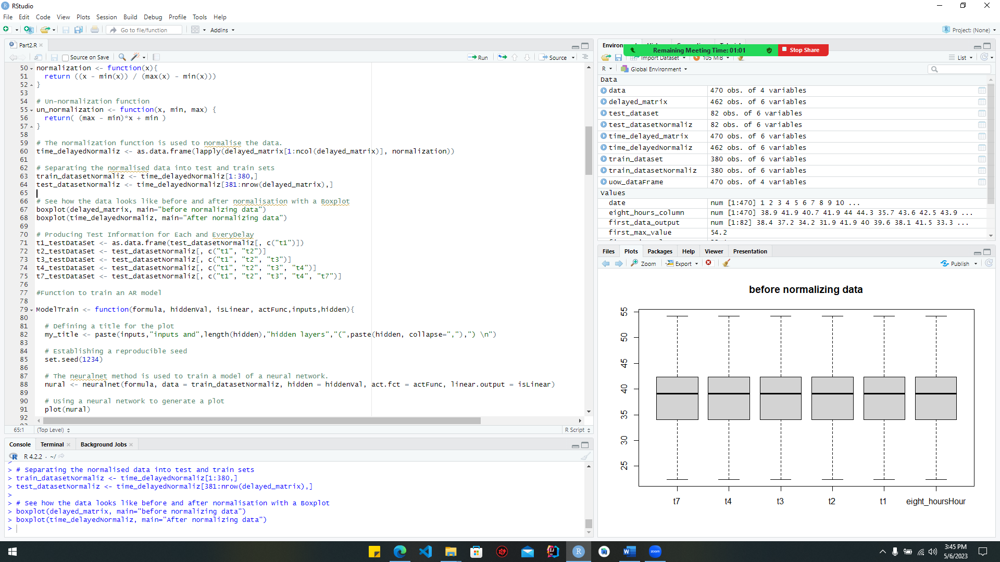 RStudio
File Edit Code View Plots Session Build Debug Profile Tools Help
Go to file/function Addins Project: (None)
Part2.R
Source on Save Run Source
50 normalization <- function(x){
51 return ((x - min(x)) / (max(x) - min(x)))
52 }
53
54 # Un-normalization function
55 un_normalization <- function(x, min, max) {
56 return( (max - min)*x + min )
57 }
58
59 # The normalization function is used to normalise the data.
60 time_delayedNormaliz <- as.data.frame(lapply(delayed_matrix[1:ncol(delayed_matrix)], normalization))
61
62 # Separating the normalised data into test and train sets
63 train_datasetNormaliz <- time_delayedNormaliz[1:380,]
64 test_datasetNormaliz <- time_delayedNormaliz[381:nrow(delayed_matrix),]
65
66 # See how the data looks like before and after normalisation with a Boxplot
67 boxplot(delayed_matrix, main="before normalizing data")
68 boxplot(time_delayedNormaliz, main="After normalizing data")
69
70 # Producing Test Information for Each and EveryDelay
71 t1_testDataSet <- as.data.frame(test_datasetNormaliz[, c("t1")])
72 t2_testDataSet <- test_datasetNormaliz[, c("t1", "t2")]
73 t3_testDataSet <- test_datasetNormaliz[, c("t1", "t2", "t3")]
74 t4_testDataSet <- test_datasetNormaliz[, c("t1", "t2", "t3", "t4")]
75 t7_testDataSet <- test_datasetNormaliz[, c("t1", "t2", "t3", "t4", "t7")]
76
77 #Function to train an AR model
78
79 ModelTrain <- function(formula, hiddenVal, isLinear, actFunc,inputs,hidden){
80
81 # Defining a title for the plot
82 my_title <- paste(inputs,"inputs and",length(hidden),"hidden layers","(",paste(hidden, collapse=","),") \n")
83
84 # Establishing a reproducible seed
85 set.seed(1234)
86
87 # The neuralnet method is used to train a model of a neural network.
88 nural <- neuralnet(formula, data = train_datasetNormaliz, hidden = hiddenVal, act.fct = actFunc, linear.output = isLinear)
89
90 # Using a neural network to generate a plot
91 plot(nural)
92
65:1 (Top Level) R Script
Console Terminal Background Jobs
R 4.2.2 . ~/
> # Separating the normalised data into test and train sets
> train_datasetNormaliz <- time_delayedNormaliz[1:380,]
> test_datasetNormaliz <- time_delayedNormaliz[381:nrow(delayed_matrix),]
>
> # See how the data looks like before and after normalisation with a Boxplot
> boxplot(delayed_matrix, main="before normalizing data")
> boxplot(time_delayedNormaliz, main="After normalizing data")
>
Remaining Meeting Time: 01:01 Stop Share
Import Dataset 105 MiB List
R Global Environment
Data
data 470 obs. of 4 variables
delayed_matrix 462 obs. of 6 variables
test_dataset 82 obs. of 6 variables
test_datasetNormaliz 82 obs. of 6 variables
time_delayed_matrix 470 obs. of 6 variables
time_delayedNormaliz 462 obs. of 6 variables
train_dataset 380 obs. of 6 variables
train_datasetNormaliz 380 obs. of 6 variables
uow_dataFrame 470 obs. of 4 variables
Values
date num [1:470] 1 2 3 4 5 6 7 8 9 10 ...
eight_hours_column num [1:470] 38.9 41.9 40.7 41.9 44 44.3 35.7 43.6 42.5 43.9 ...
first_data_output num [1:82] 38.4 37.2 34.2 31.9 41.9 40 39.6 38.1 41.5 33.3 ...
first_max_value 54.2
Files Plots Packages Help Viewer Presentation
Zoom Export Publish
before normalizing data
55
50
45
40
35
30
25
t7 t4 t3 t2 t1 eight_hoursHour
3:45 PM
5/6/2023